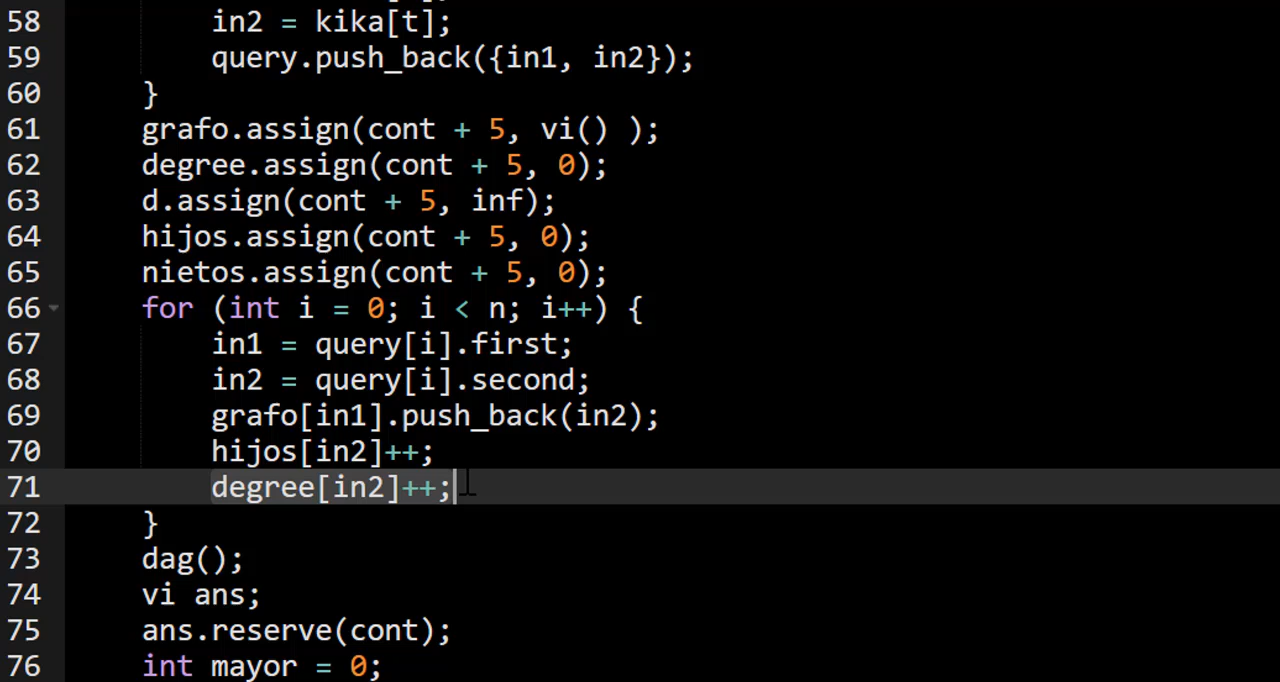 58 in2 = kika[t];
59 query.push_back({in1, in2});
60 }
61 grafo.assign(cont + 5, vi() );
62 degree.assign(cont + 5, 0);
63 d.assign(cont + 5, inf);
64 hijos.assign(cont + 5, 0);
65 nietos.assign(cont + 5, 0);
66 for (int i = 0; i < n; i++) {
67 in1 = query[i].first;
68 in2 = query[i].second;
69 grafo[in1].push_back(in2);
70 hijos[in2]++;
71 degree[in2]++;
72 }
73 dag();
74 vi ans;
75 ans.reserve(cont);
76 int mayor = 0;